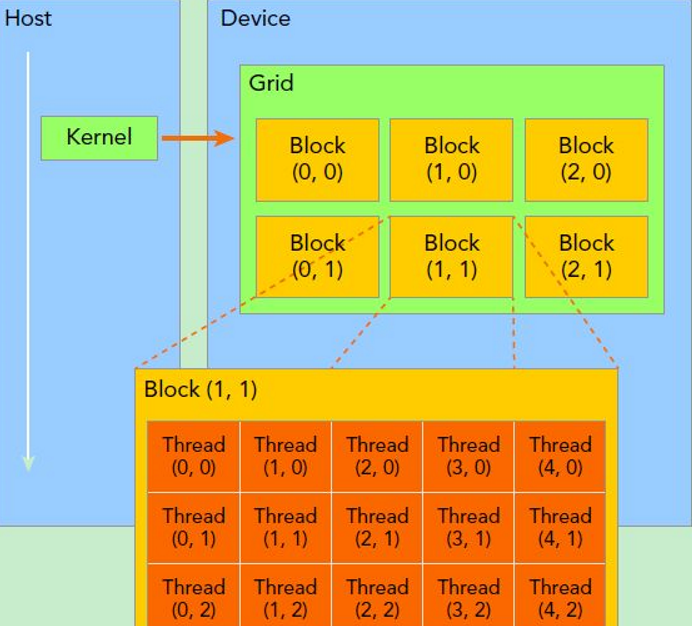 Host
Device
Grid
Kernel
Block
(0, 0)
Block
(1, 0)
Block
(2, 0)
Block
(0, 1)
Block
(1, 1)
Block
(2, 1)
Block (1, 1)
Thread
(0, 0)
Thread
(1, 0)
Thread
(2, 0)
Thread
(3, 0)
Thread
(4, 0)
Thread
(0, 1)
Thread
(1, 1)
Thread
(2, 1)
Thread
(3, 1)
Thread
(4, 1)
Thread
(0, 2)
Thread
(1, 2)
Thread
(2, 2)
Thread
(3, 2)
Thread
(4, 2)